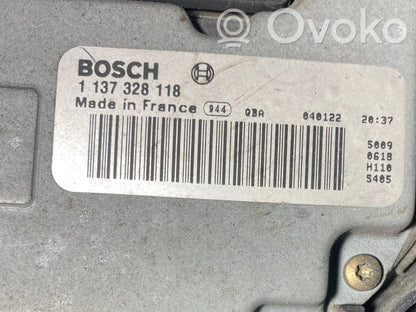 Ovoko
BOSCH
1 137 328 118
Made in France 944 QBA 040122 20:37
5009
0618
H110
S405